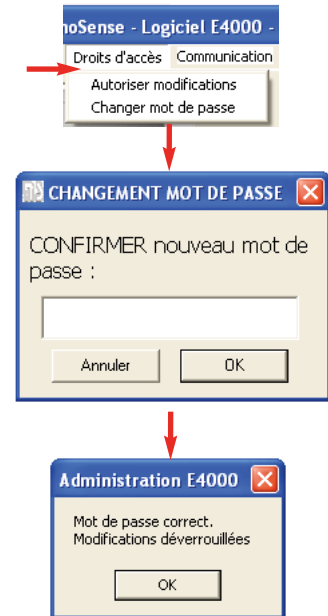 noSense - Logiciel E4000 -
Droits d'accès Communication
Autoriser modifications
Changer mot de passe
CHANGEMENT MOT DE PASSE
CONFIRMER nouveau mot de
passe :
Annuler OK
Administration E4000
Mot de passe correct.
Modifications déverrouillées
OK